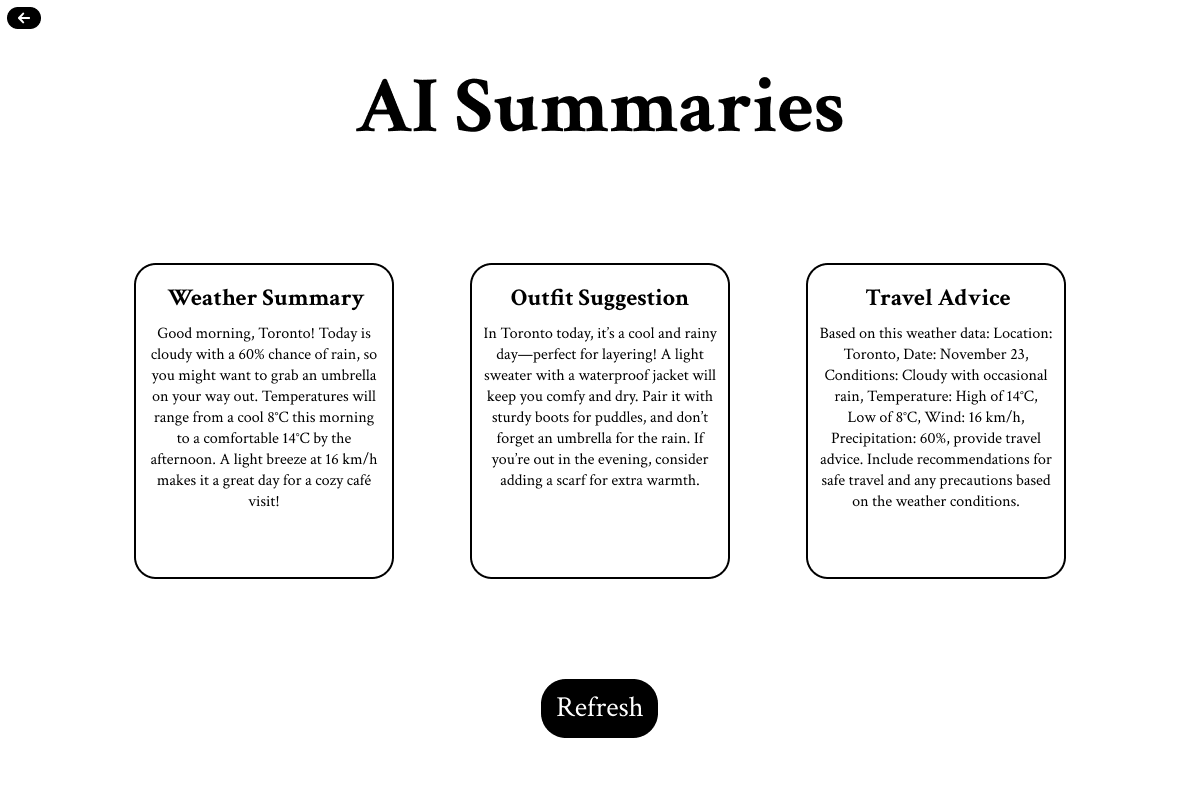 AI Summaries
Weather Summary
Good morning, Toronto! Today is
cloudy with a 60% chance of rain, so
you might want to grab an umbrella
on your way out. Temperatures will
range from a cool 8°C this morning
to a comfortable 14°C by the
afternoon. A light breeze at 16 km/h
makes it a great day for a cozy café
visit!
Outfit Suggestion
In Toronto today, it’s a cool and rainy
day—perfect for layering! A light
sweater with a waterproof jacket will
keep you comfy and dry. Pair it with
sturdy boots for puddles, and don’t
forget an umbrella for the rain. If
you’re out in the evening, consider
adding a scarf for extra warmth.
Travel Advice
Based on this weather data: Location:
Toronto, Date: November 23,
Conditions: Cloudy with occasional
rain, Temperature: High of 14°C,
Low of 8°C, Wind: 16 km/h,
Precipitation: 60%, provide travel
advice. Include recommendations for
safe travel and any precautions based
on the weather conditions.
Refresh